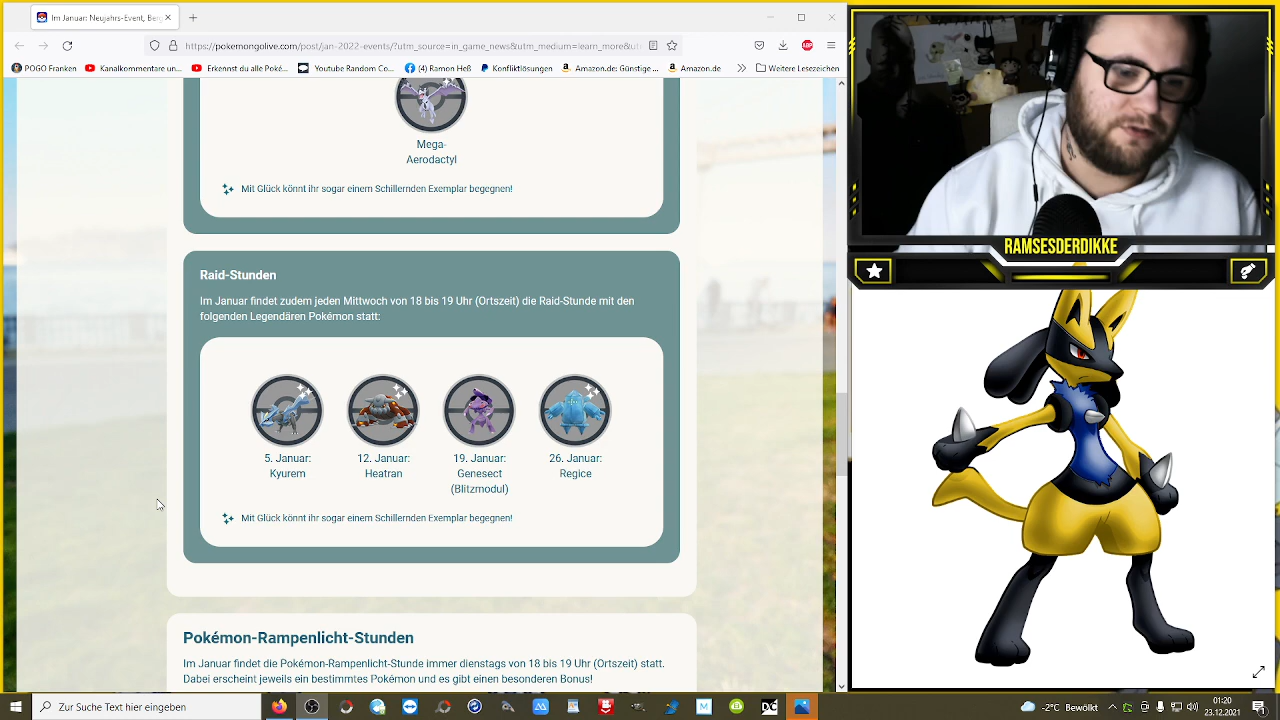 Im Januar: Neujahrs-Event, Berg
https://pokemongolive.com/post/jan-2022-events/?utm_source=in_game_news&utm_medium=learn_more&ut
POGO Franken
Kanalkommentare un...
Erkennst du alle Poké...
Youtube Random Co...
(4) Ramon Heß
Konfliktlösungen
Amazon.de: Günstige ...
Amazon.de
Weitere Lesezeichen
Mega-
Aerodactyl
Mit Glück könnt ihr sogar einem Schillernden Exemplar begegnen!
Raid-Stunden
Im Januar findet zudem jeden Mittwoch von 18 bis 19 Uhr (Ortszeit) die Raid-Stunde mit den
folgenden Legendären Pokémon statt:
5. Januar:
Kyurem
12. Januar:
Heatran
19. Januar:
Genesect
(Blitzmodul)
26. Januar:
Regice
Mit Glück könnt ihr sogar einem Schillernden Exemplar begegnen!
Pokémon-Rampenlicht-Stunden
Im Januar findet die Pokémon-Rampenlicht-Stunde immer dienstags von 18 bis 19 Uhr (Ortszeit) statt.
Dabei erscheint jeweils ein bestimmtes Pokémon und es gibt einen besonderen Bonus!
RAMSESDERDIKKE
Zur Suche Text hier eingeben
-2°C Bewölkt
01:20
23.12.2021